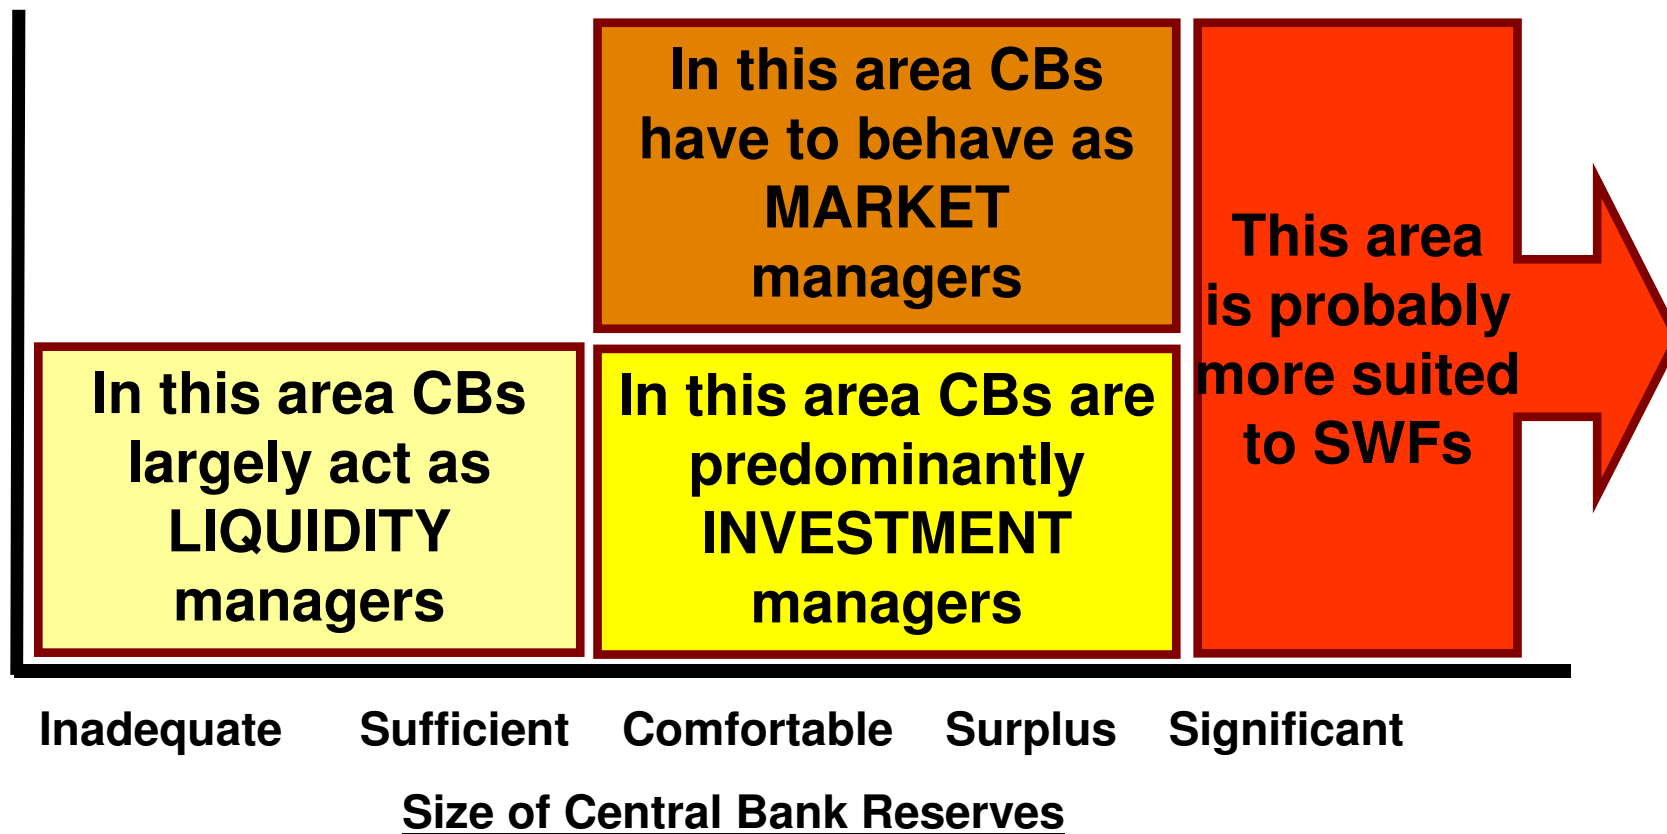 In this area CBs
have to behave as
MARKET
managers
This area
is probably
more suited
to SWFs
In this area CBs
largely act as
LIQUIDITY
managers
In this area CBs are
predominantly
INVESTMENT
managers
Inadequate Sufficient Comfortable Surplus Significant
Size of Central Bank Reserves